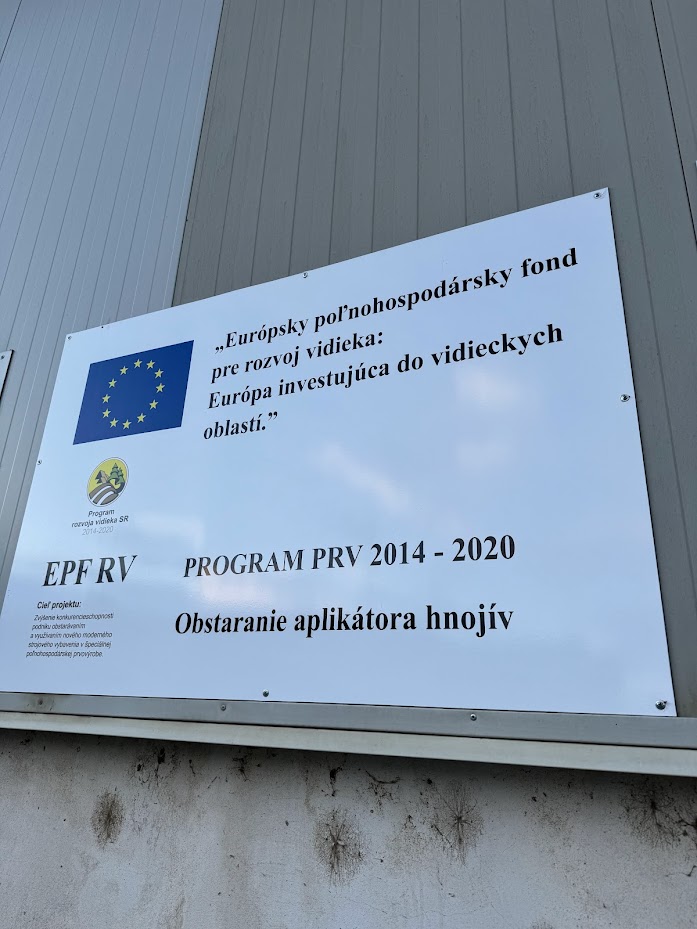 „Európsky poľnohospodársky fond
pre rozvoj vidieka:
Európa investujúca do vidieckych
oblastí.”
Program
rozvoja vidieka SR
2014-2020
EPF RV
PROGRAM PRV 2014 - 2020
Cieľ projektu:
Zvýšenie konkurencieschopnosti
podniku obstarávaním
a využívaním nového moderného
strojového vybavenia v špeciálnej
poľnohospodárskej prvovýrobe.
Obstaranie aplikátora hnojív